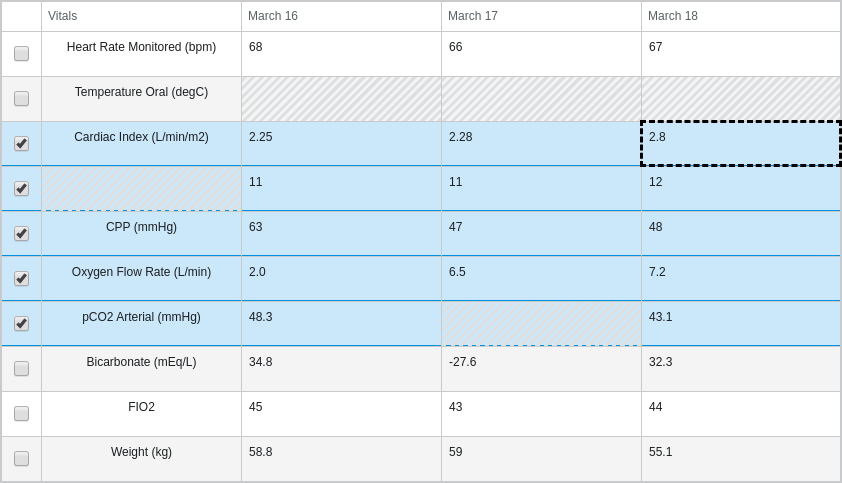 Vitals March 16 March 17 March 18
Heart Rate Monitored (bpm) 68 66 67
Temperature Oral (degC)
Cardiac Index (L/min/m2) 2.25 2.28 2.8
11 11 12
CPP (mmHg) 63 47 48
Oxygen Flow Rate (L/min) 2.0 6.5 7.2
pCO2 Arterial (mmHg) 48.3 43.1
Bicarbonate (mEq/L) 34.8 -27.6 32.3
FIO2 45 43 44
Weight (kg) 58.8 59 55.1